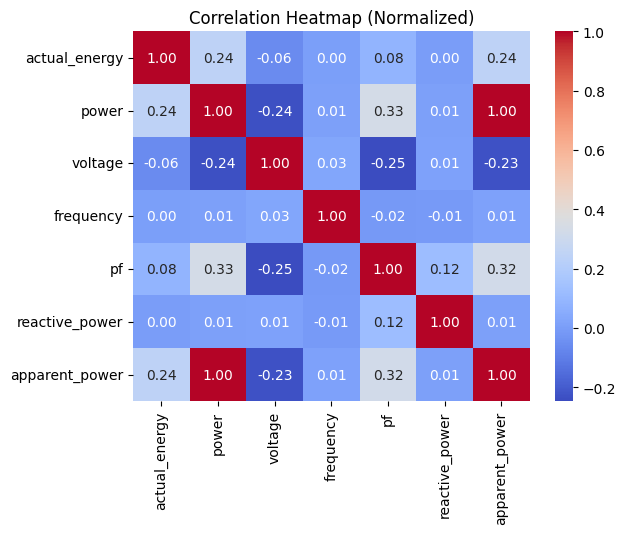 Correlation Heatmap (Normalized)
actual_energy 1.00 0.24 -0.06 0.00 0.08 0.00 0.24
power 0.24 1.00 -0.24 0.01 0.33 0.01 1.00
voltage -0.06 -0.24 1.00 0.03 -0.25 0.01 -0.23
frequency 0.00 0.01 0.03 1.00 -0.02 -0.01 0.01
pf 0.08 0.33 -0.25 -0.02 1.00 0.12 0.32
reactive_power 0.00 0.01 0.01 -0.01 0.12 1.00 0.01
apparent_power 0.24 1.00 -0.23 0.01 0.32 0.01 1.00
actual_energy
power
voltage
frequency
pf
reactive_power
apparent_power
1.0
0.8
0.6
0.4
0.2
0.0
−0.2